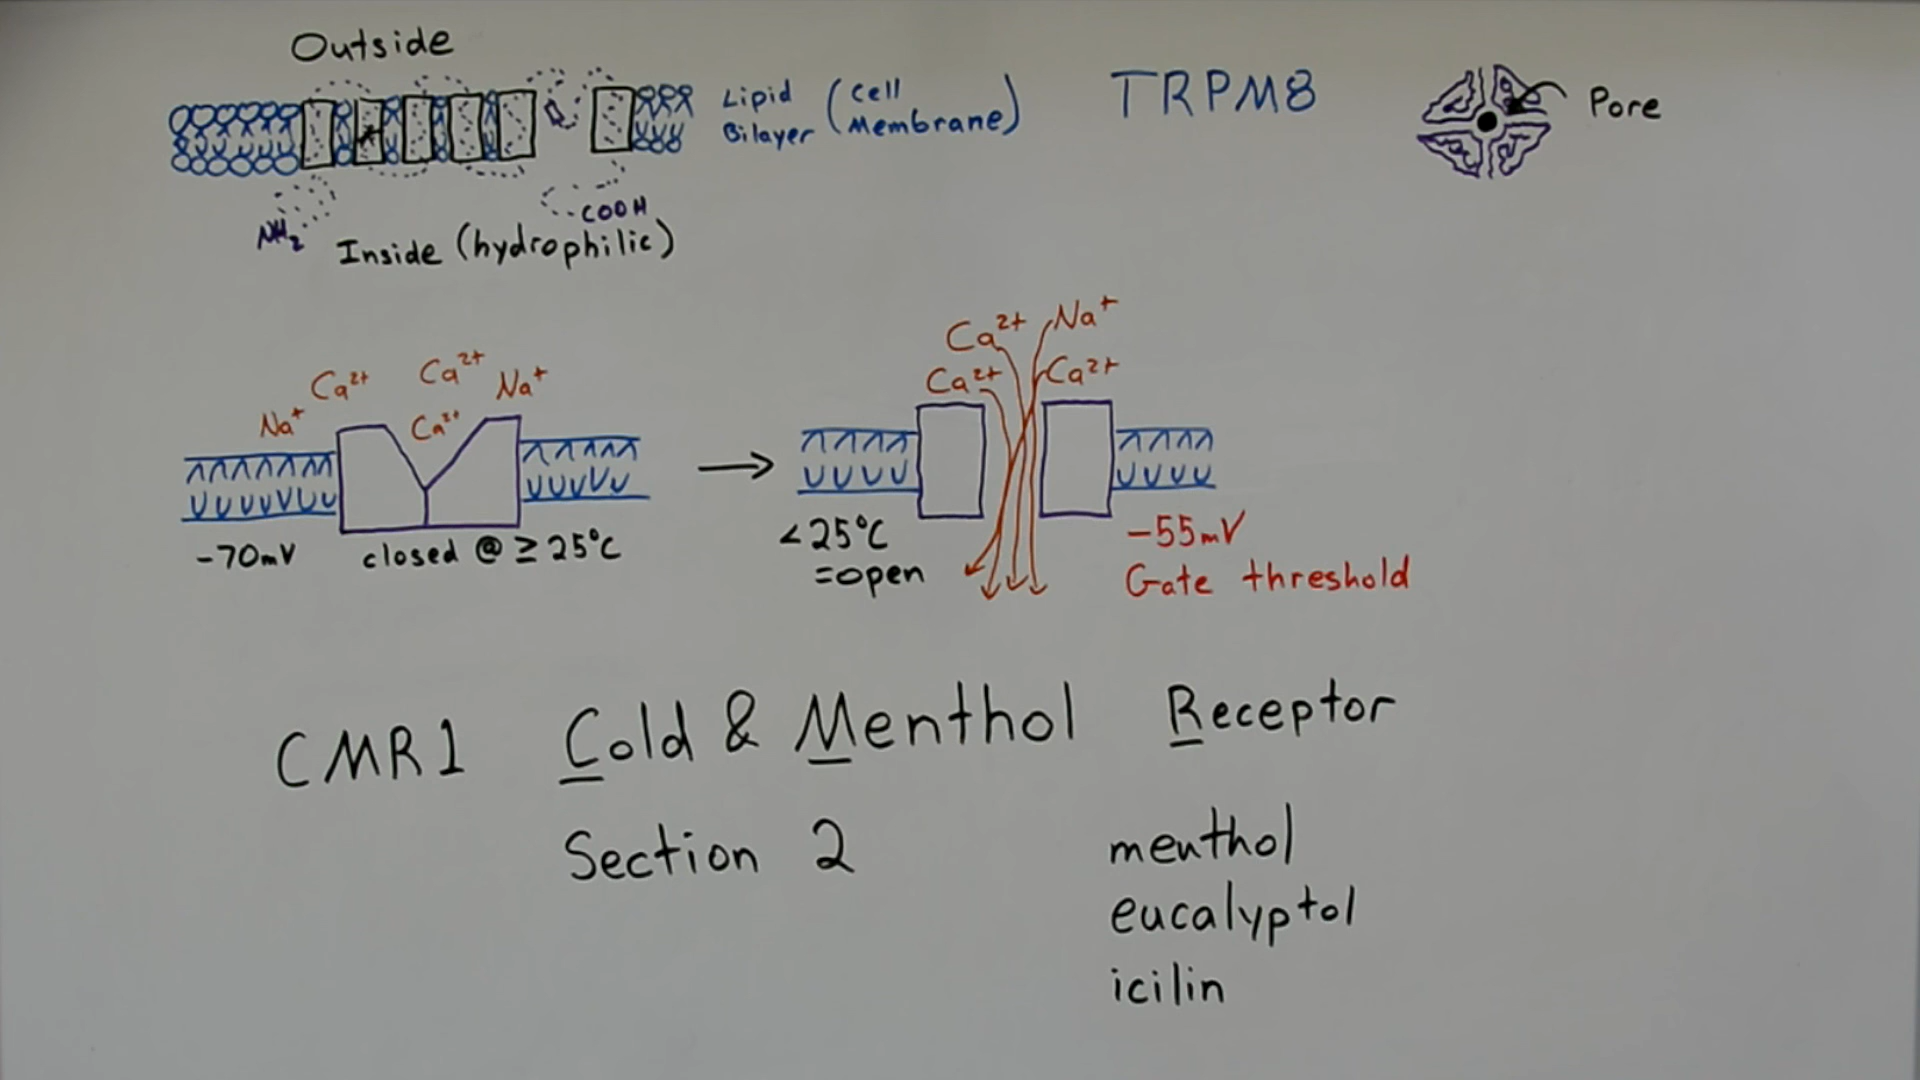 Outside
Lipid Bilayer (Cell Membrane)
TRPM8
Pore
NH₂
COOH
Inside (hydrophilic)
Na⁺ Ca²⁺ Ca²⁺ Ca²⁺ Na⁺
-70mV
closed @ ≥ 25°C
Ca²⁺ Na⁺
Ca²⁺ Ca²⁺
<25°C
=open
-55mV
Gate threshold
CMR1 Cold & Menthol Receptor
Section 2
menthol
eucalyptol
icilin